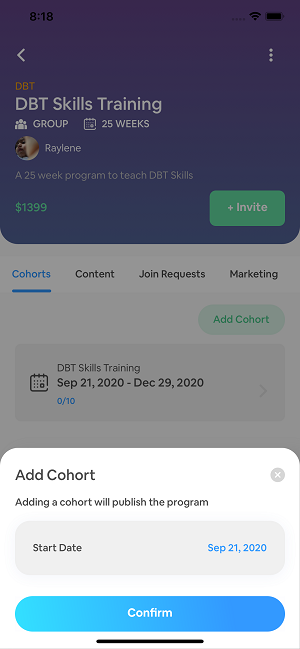 8:18
DBT
DBT Skills Training
GROUP 25 WEEKS
Raylene
A 25 week program to teach DBT Skills
$1399 + Invite
Cohorts Content Join Requests Marketing
Add Cohort
DBT Skills Training
Sep 21, 2020 - Dec 29, 2020
0/10
Add Cohort
Adding a cohort will publish the program
Start Date Sep 21, 2020
Confirm